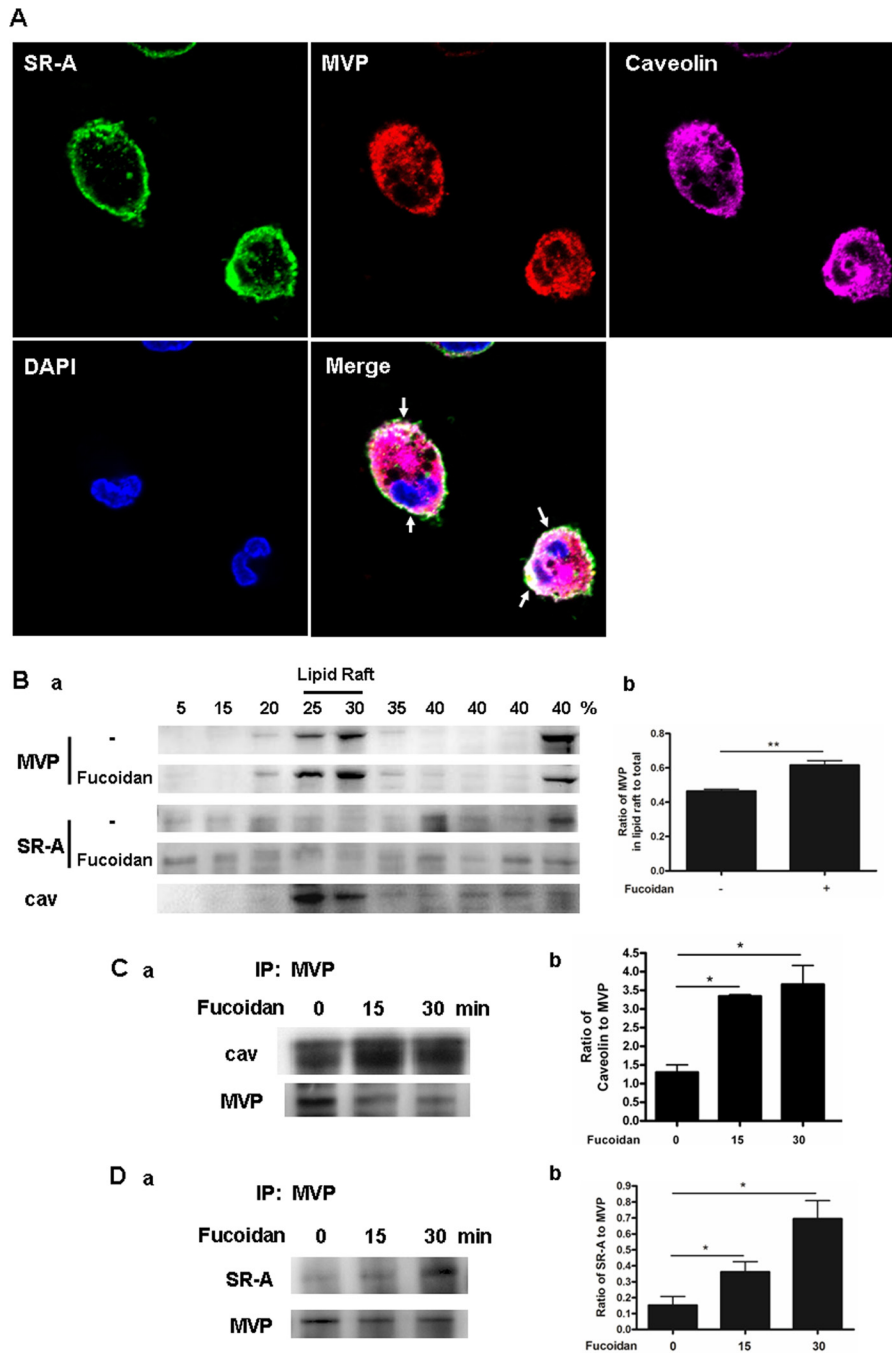 A
SR-A
MVP
Caveolin
DAPI
Merge
B a
Lipid Raft
5 15 20 25 30 35 40 40 40 40 %
MVP
-
Fucoidan
SR-A
-
Fucoidan
cav
b
0.8
0.6
0.4
0.2
0.0
**
Ratio of MVP
in lipid raft to total
Fucoidan - +
C a
IP: MVP
Fucoidan 0 15 30 min
cav
MVP
b
4.5
4.0
3.5
3.0
2.5
2.0
1.5
1.0
0.5
0.0
*
*
Ratio of
Caveolin to MVP
Fucoidan 0 15 30
D a
IP: MVP
Fucoidan 0 15 30 min
SR-A
MVP
b
0.9
0.8
0.7
0.6
0.5
0.4
0.3
0.2
0.1
0.0
*
*
Ratio of SR-A to MVP
Fucoidan 0 15 30